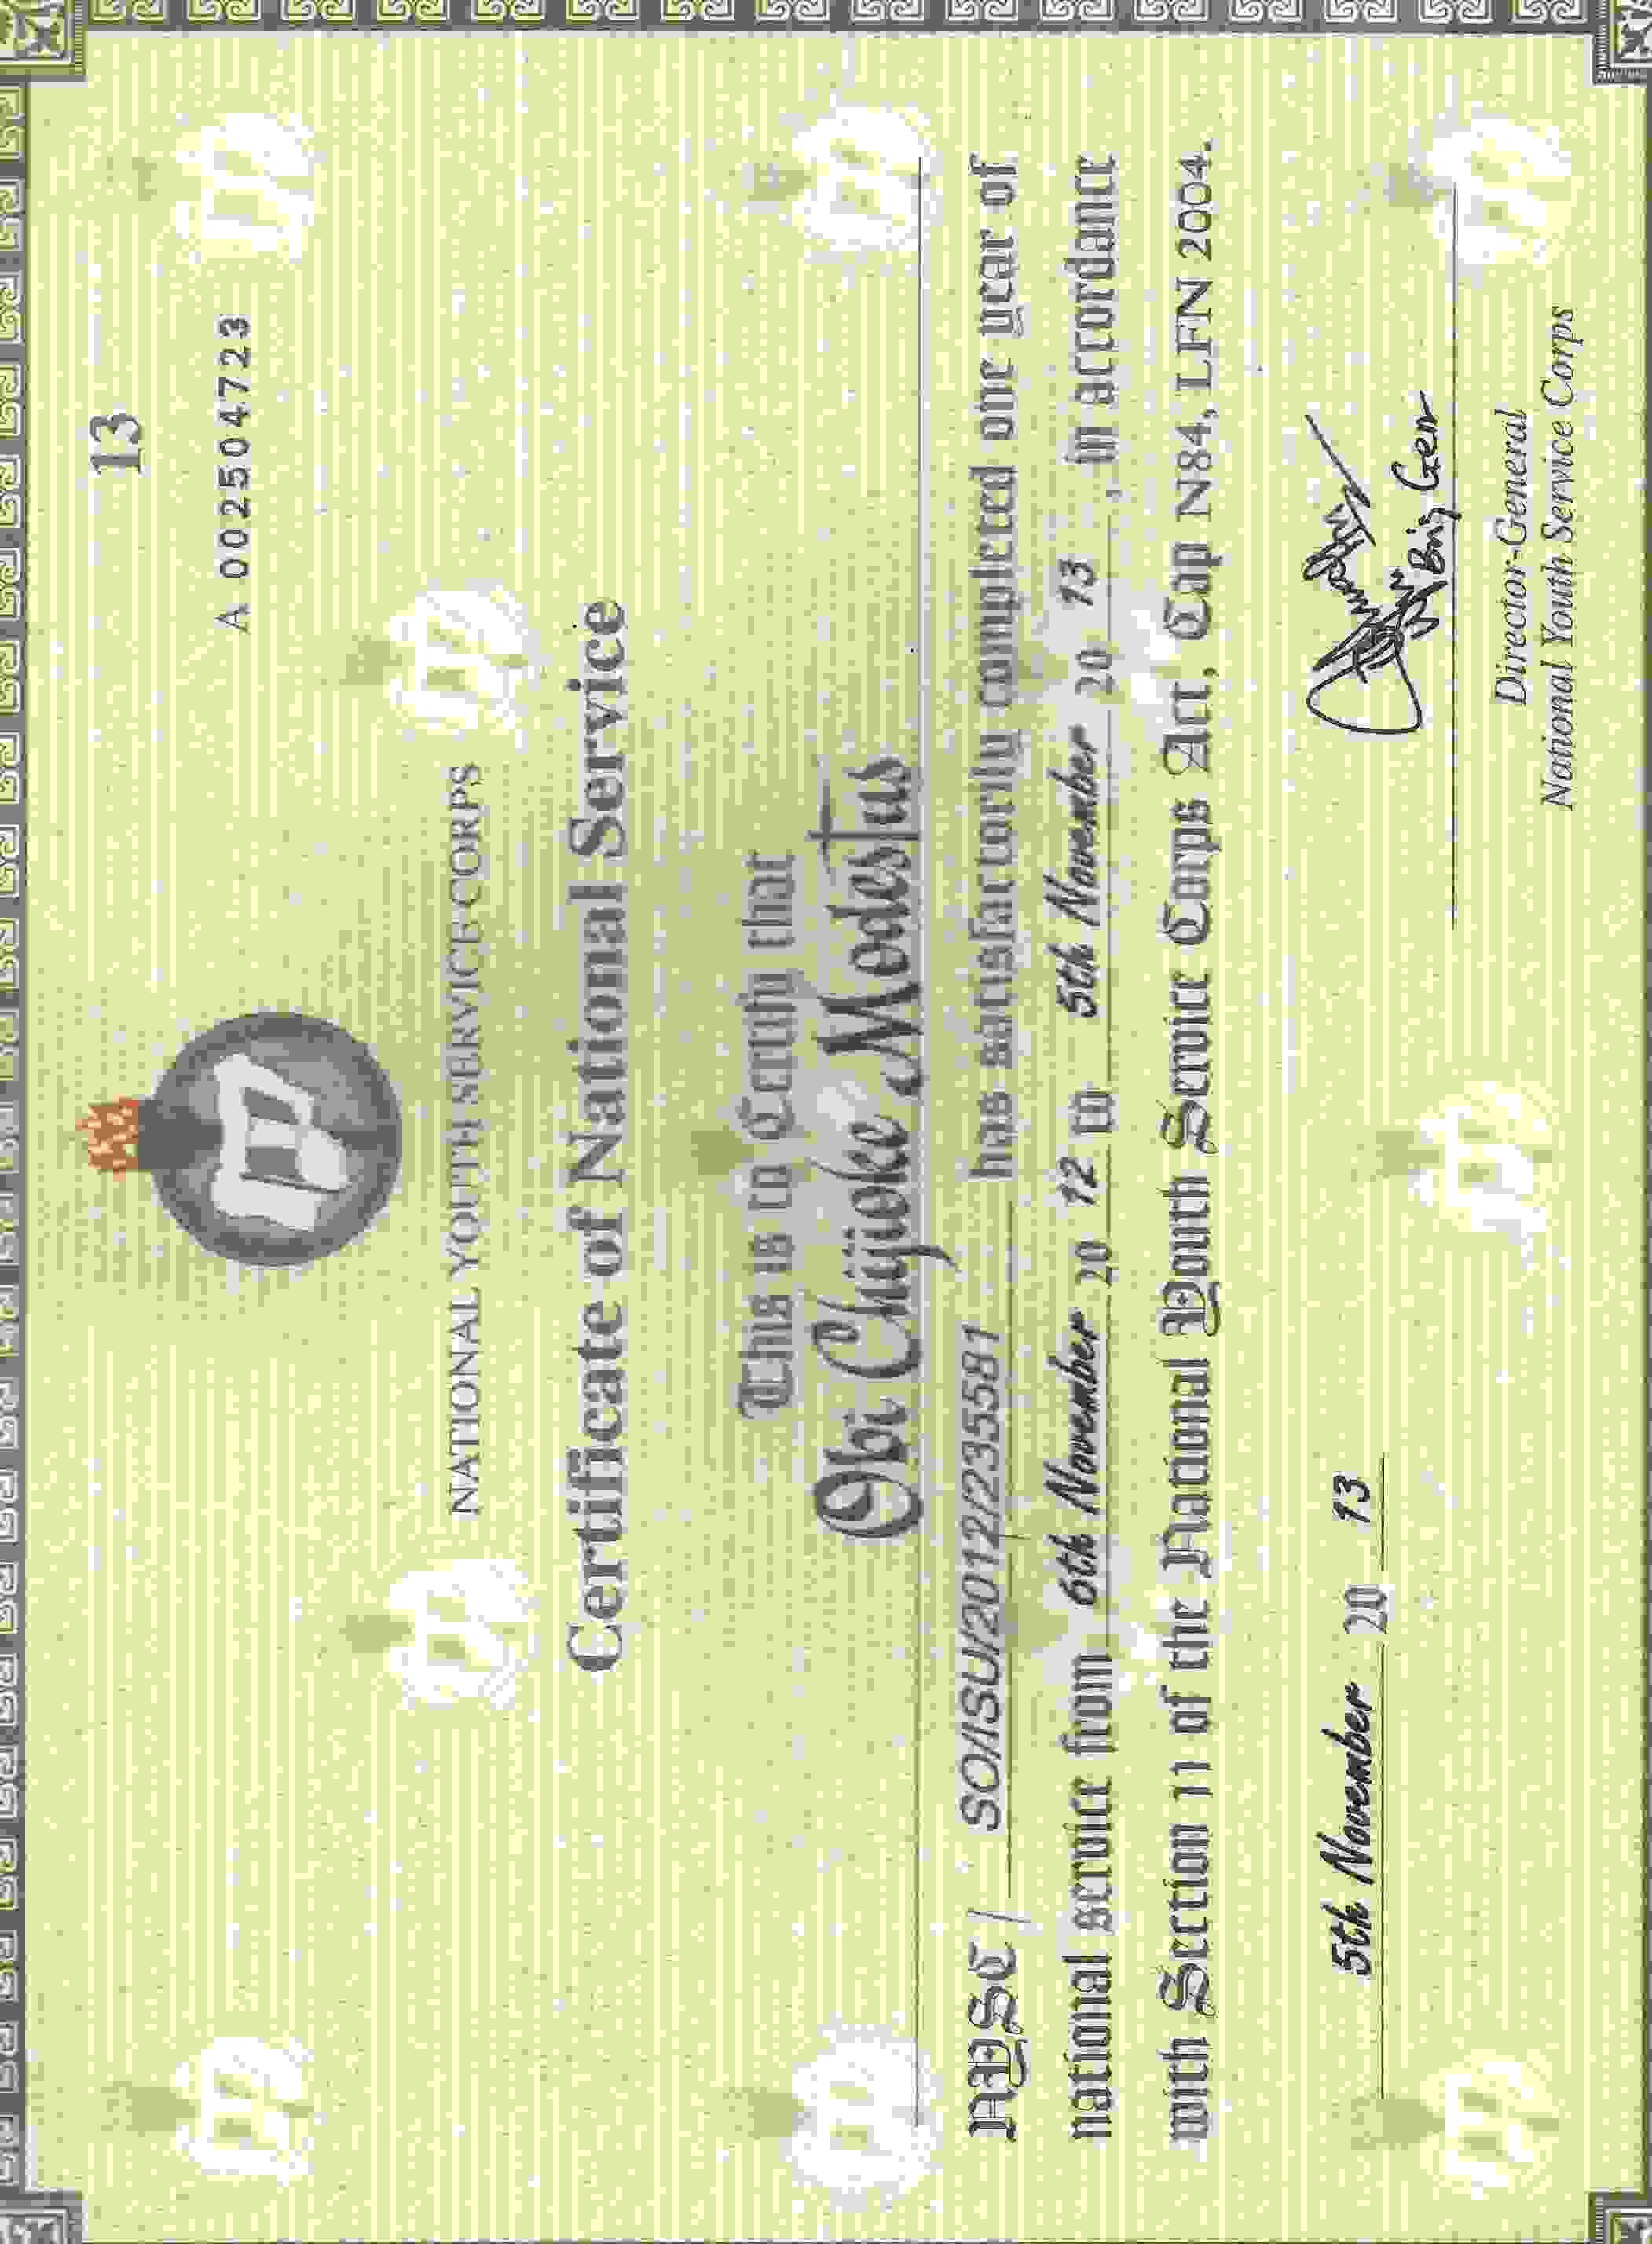 13
A 002504723
NATIONAL YOUTH SERVICE CORPS
Certificate of National Service
This is to Certify that
Obi Chijioke Modestus
NYSC / SO/ISU/2012/235581 has satisfactorily completed one year of
national service from 6th November 20 12 to 5th November 20 13, in accordance
with Section 11 of the National Youth Service Corps Act, Cap N84, LFN 2004.
5th November 20 13
Brig Gen
Director-General
National Youth Service Corps